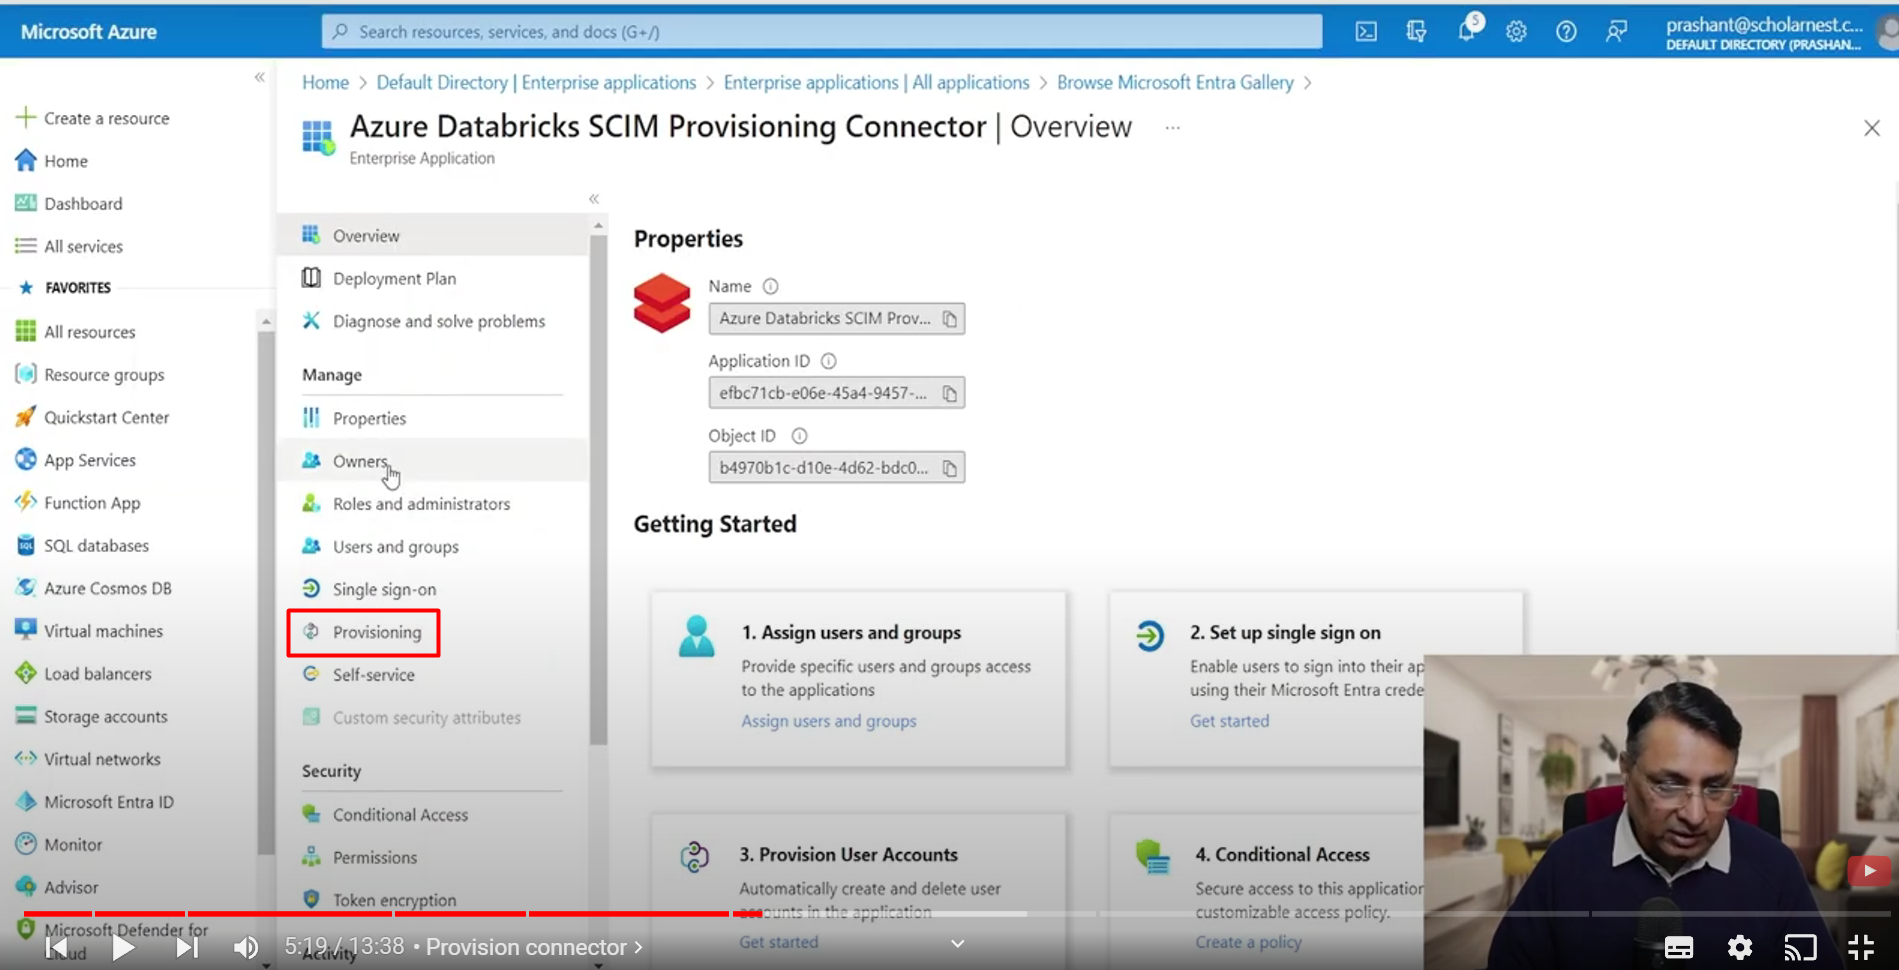 Microsoft Azure
Search resources, services, and docs (G+/)
5
prashant@scholarnest.c...
DEFAULT DIRECTORY (PRASHAN...
Create a resource
Home
Dashboard
All services
FAVORITES
All resources
Resource groups
Quickstart Center
App Services
Function App
SQL databases
Azure Cosmos DB
Virtual machines
Load balancers
Storage accounts
Virtual networks
Microsoft Entra ID
Monitor
Advisor
Microsoft Defender for
Cloud
Home > Default Directory | Enterprise applications > Enterprise applications | All applications > Browse Microsoft Entra Gallery >
Azure Databricks SCIM Provisioning Connector | Overview ...
Enterprise Application
Overview
Deployment Plan
Diagnose and solve problems
Manage
Properties
Owners
Roles and administrators
Users and groups
Single sign-on
Provisioning
Self-service
Custom security attributes
Security
Conditional Access
Permissions
Token encryption
Activity
Properties
Name
Azure Databricks SCIM Prov...
Application ID
efbc71cb-e06e-45a4-9457-...
Object ID
b4970b1c-d10e-4d62-bdc0...
Getting Started
1. Assign users and groups
Provide specific users and groups access
to the applications
Assign users and groups
2. Set up single sign on
Enable users to sign into their ap
using their Microsoft Entra crede
Get started
3. Provision User Accounts
Automatically create and delete user
accounts in the application
Get started
4. Conditional Access
Secure access to this application
customizable access policy.
Create a policy
5:19 / 13:38 • Provision connector >